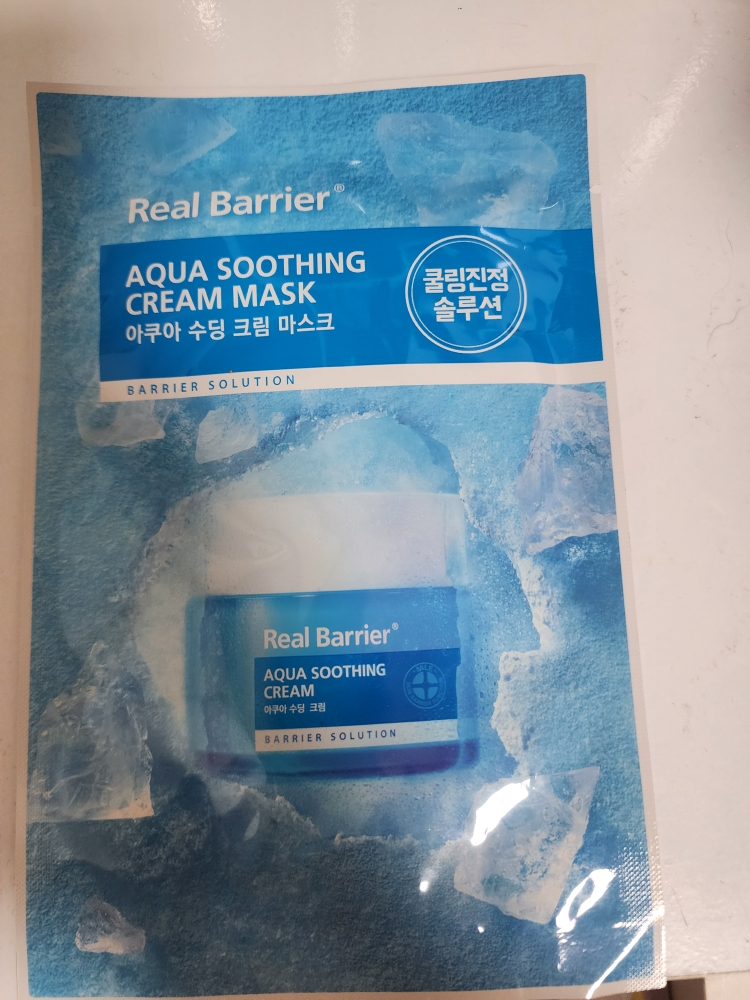 Real Barrier®
AQUA SOOTHING
CREAM MASK
아쿠아 수딩 크림 마스크
쿨링진정
솔루션
BARRIER SOLUTION
Real Barrier®
AQUA SOOTHING
CREAM
아쿠아 수딩 크림
BARRIER SOLUTION